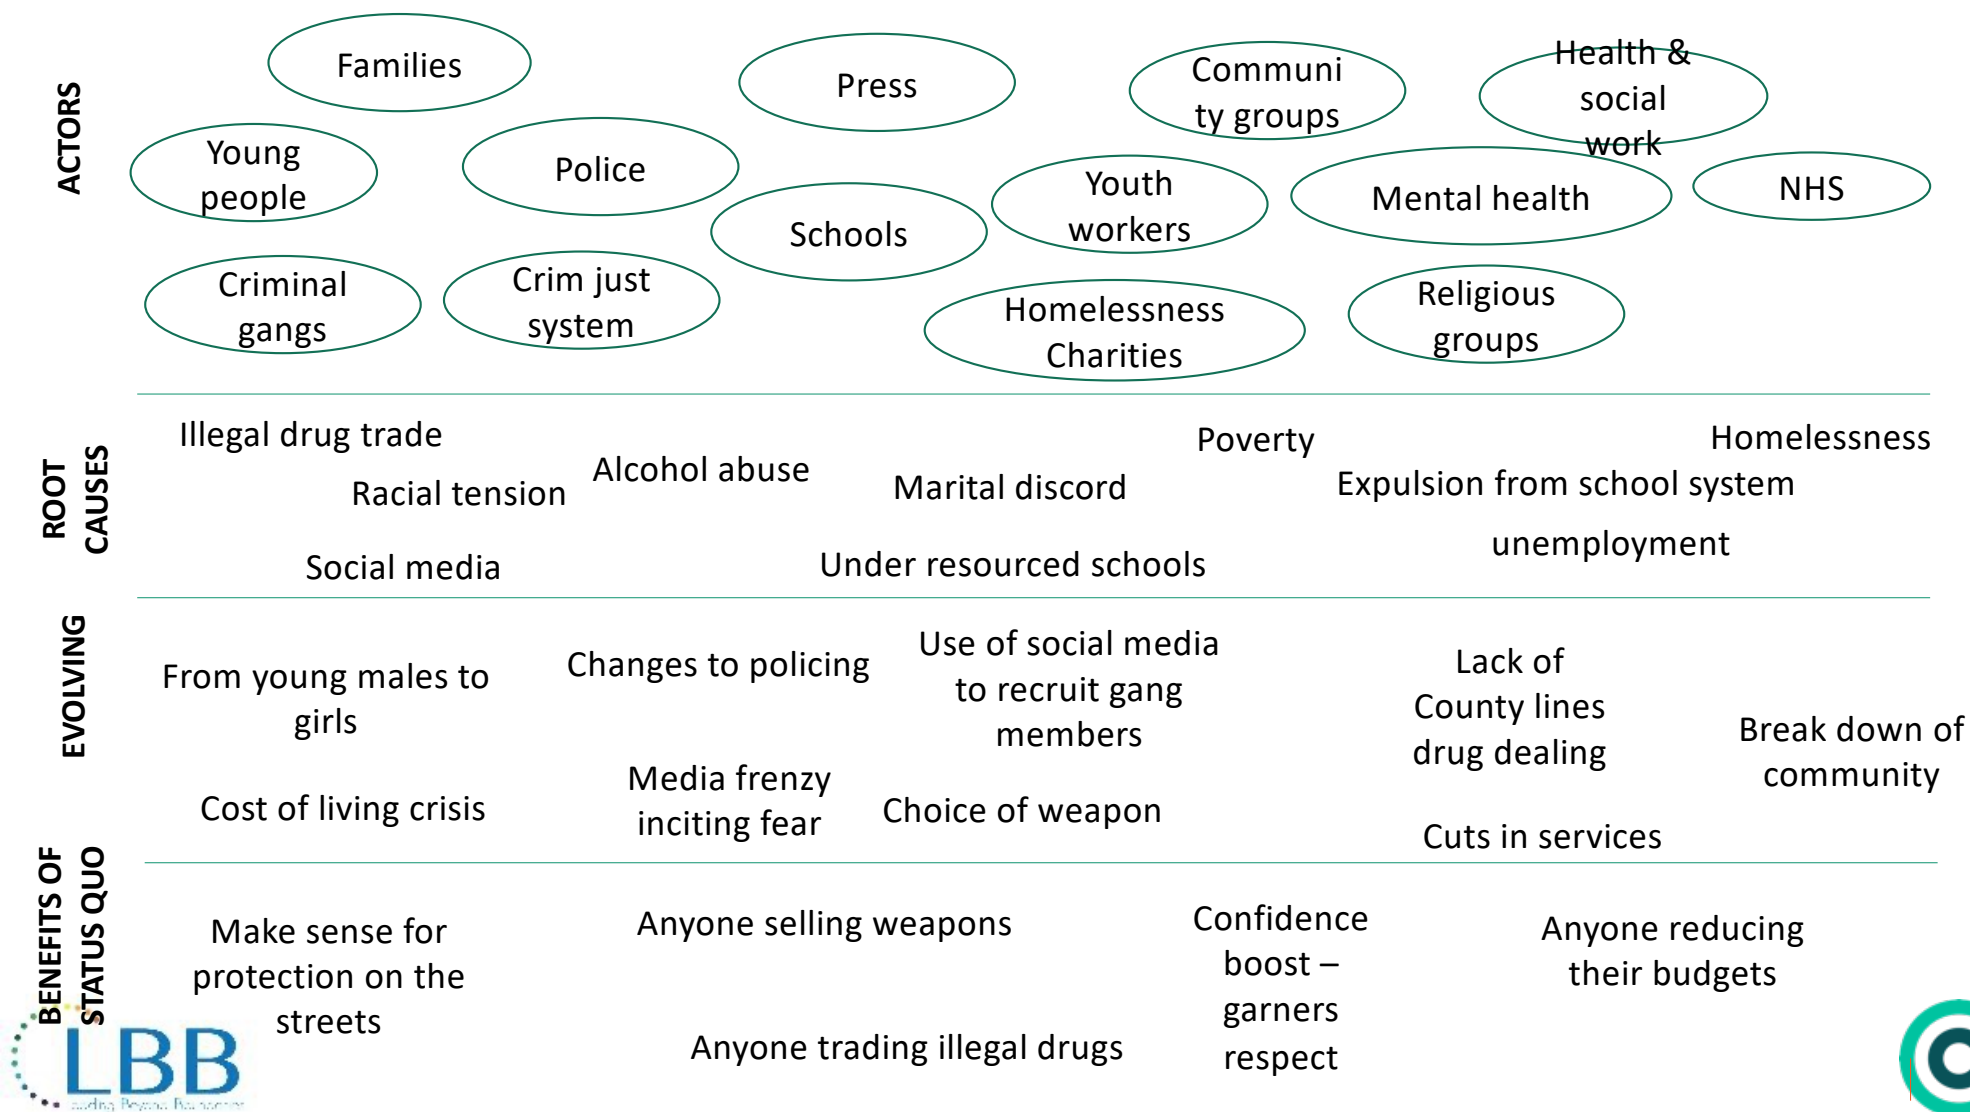 ACTORS
Families
Press
Communi
ty groups
Health &
social
work
Young
people
Police
Schools
Youth
workers
Mental health
NHS
Criminal
gangs
Crim just
system
Homelessness
Charities
Religious
groups
ROOT
CAUSES
Illegal drug trade
Racial tension
Alcohol abuse
Marital discord
Poverty
Expulsion from school system
Homelessness
Social media
Under resourced schools
unemployment
EVOLVING
From young males to
girls
Changes to policing
Use of social media
to recruit gang
members
Lack of
County lines
drug dealing
Break down of
community
Cost of living crisis
Media frenzy
inciting fear
Choice of weapon
Cuts in services
BENEFITS OF
STATUS QUO
Make sense for
protection on the
streets
Anyone selling weapons
Confidence
boost –
garners
respect
Anyone reducing
their budgets
Anyone trading illegal drugs
LBB
Beyond